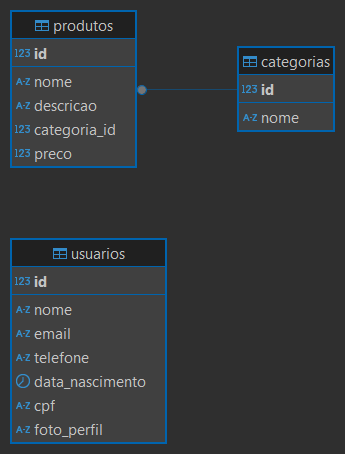 produtos
123 id
A-Z nome
A-Z descricao
123 categoria_id
123 preco
categorias
123 id
A-Z nome
usuarios
123 id
A-Z nome
A-Z email
A-Z telefone
data_nascimento
A-Z cpf
A-Z foto_perfil